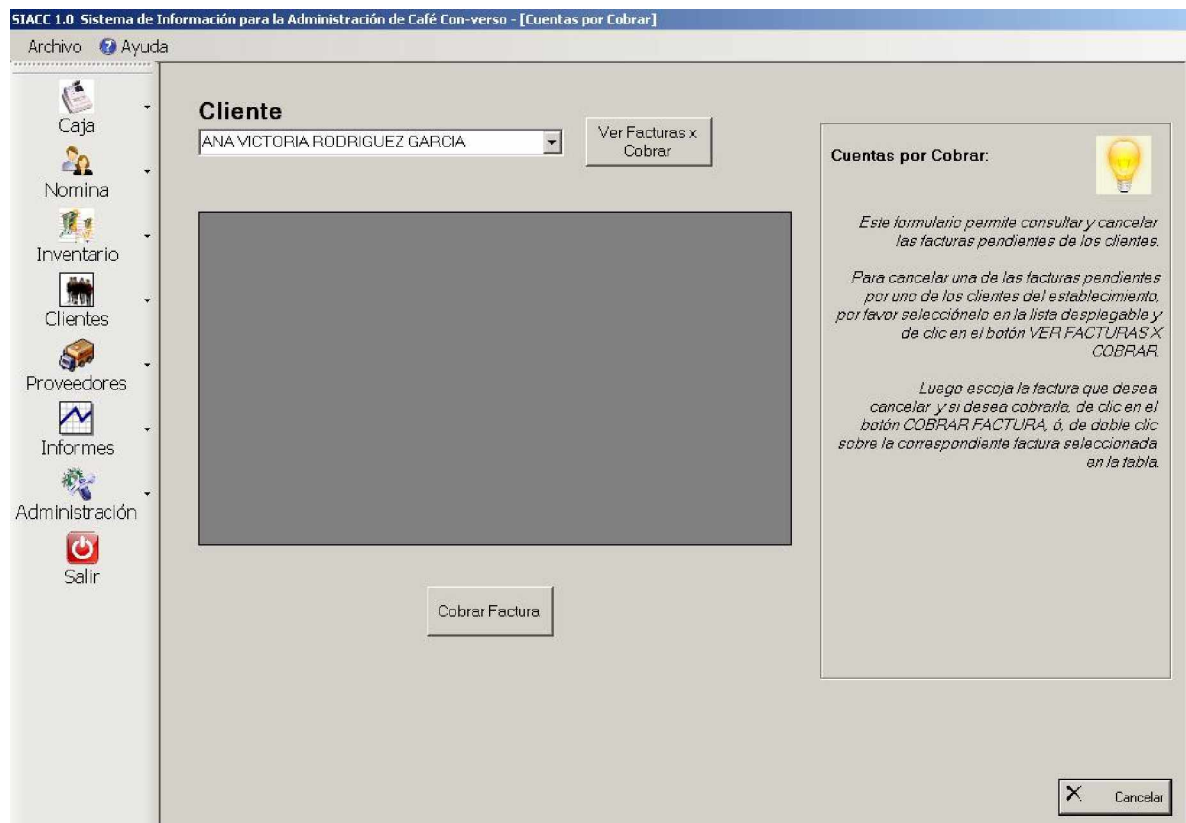 SIACC 1.0 Sistema de Información para la Administración de Café Con-verso - [Cuentas por Cobrar]
Archivo Ayuda
Caja
Nomina
Inventario
Clientes
Proveedores
Informes
Administración
Salir
Cliente
ANA VICTORIA RODRIGUEZ GARCIA
Ver Facturas x
Cobrar
Cobrar Factura
Cuentas por Cobrar:
Este formulario permite consultar y cancelar
las facturas pendientes de los clientes.
Para cancelar una de las facturas pendientes
por uno de los clientes del establecimiento,
por favor selecciónelo en la lista desplegable y
de clic en el botón VER FACTURAS X
COBRAR.
Luego escoja la factura que desea
cancelar y si desea cobrarla, de clic en el
botón COBRAR FACTURA, ó, de doble clic
sobre la correspondiente factura seleccionada
en la tabla.
Cancelar